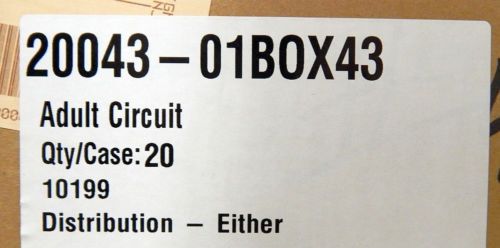 20043-01BOX43
Adult Circuit
Qty/Case: 20
10199
Distribution - Either